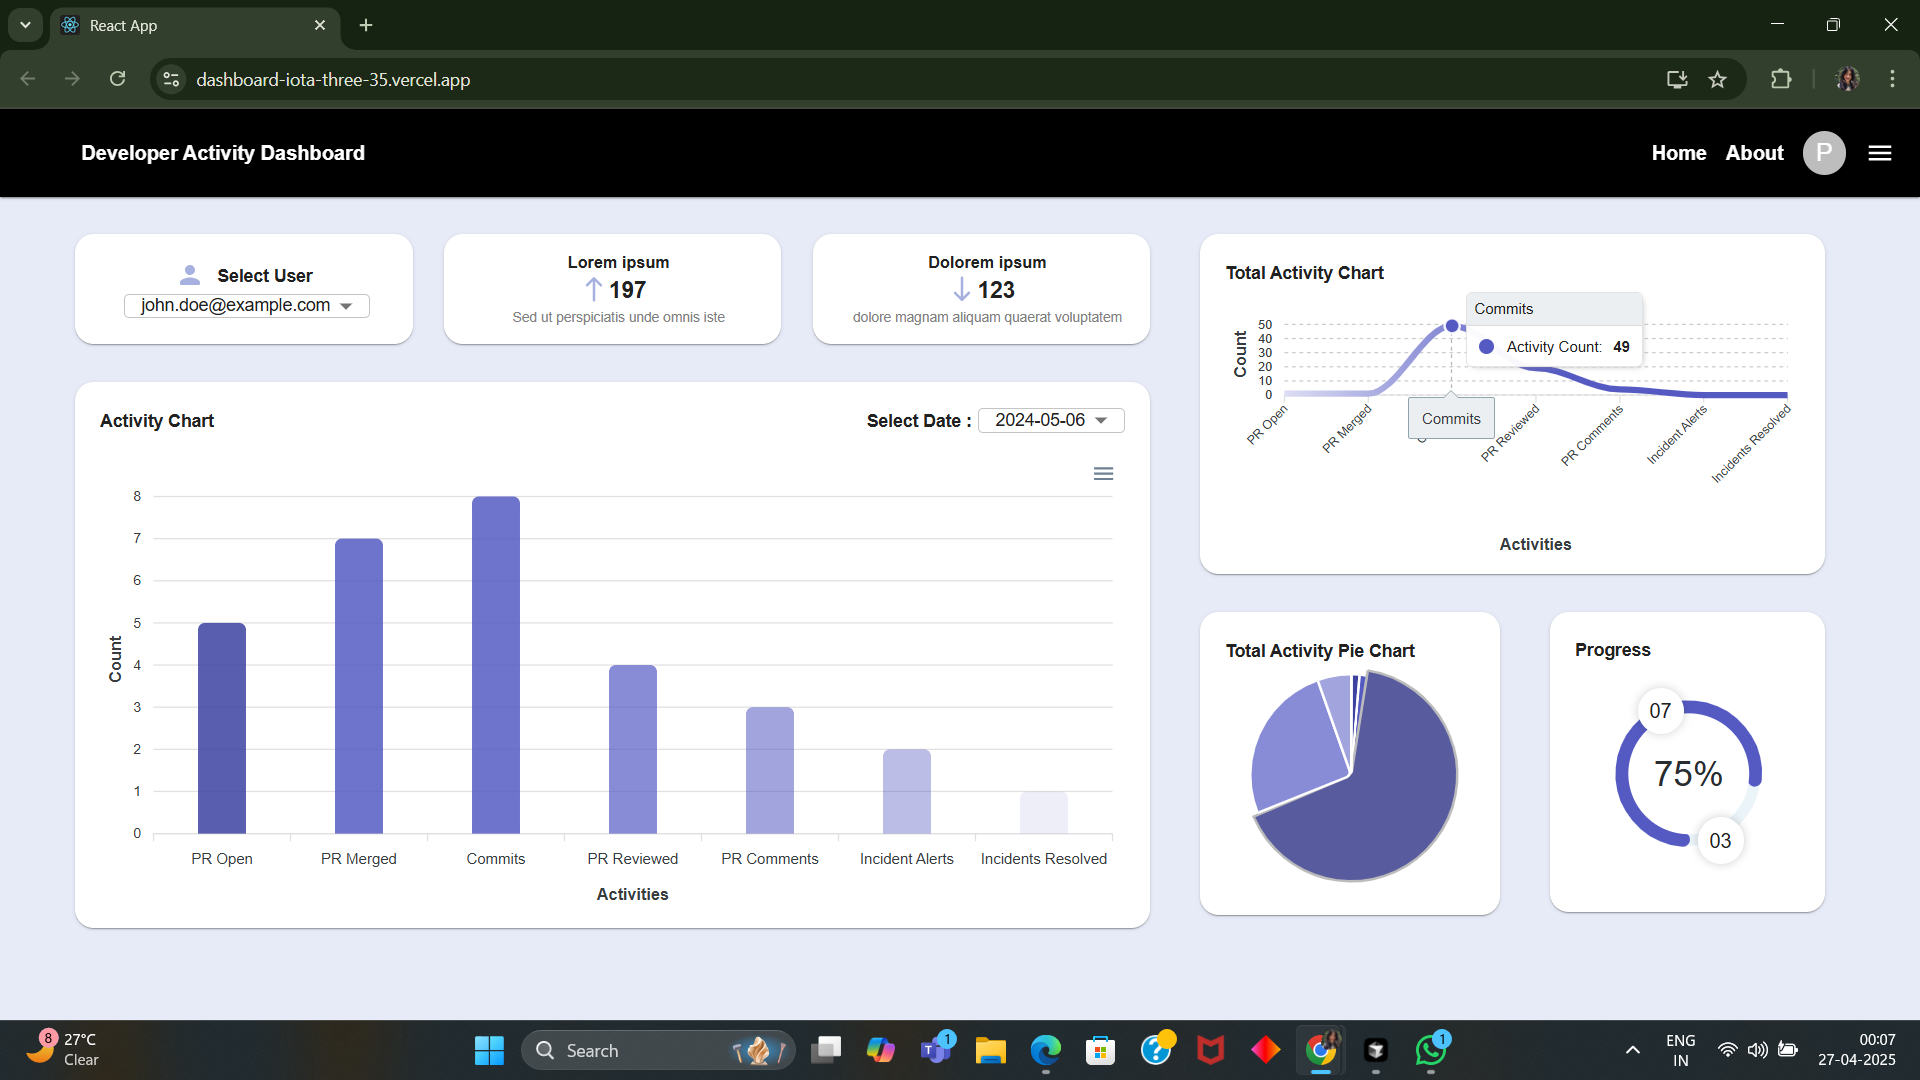 React App
dashboard-iota-three-35.vercel.app
Developer Activity Dashboard
Home
About
P
Select User
john.doe@example.com
Lorem ipsum
197
Sed ut perspiciatis unde omnis iste
Dolorem ipsum
123
dolore magnam aliquam quaerat voluptatem
Activity Chart
Select Date :
2024-05-06
8
7
6
5
4
3
2
1
0
Count
PR Open
PR Merged
Commits
PR Reviewed
PR Comments
Incident Alerts
Incidents Resolved
Activities
Total Activity Chart
Commits
Activity Count: 49
50
40
30
20
10
0
Count
PR Open
PR Merged
Commits
PR Reviewed
PR Comments
Incident Alerts
Incidents Resolved
Activities
Total Activity Pie Chart
Progress
07
75%
03
8
27°C
Clear
Search
1
1
ENG
IN
00:07
27-04-2025